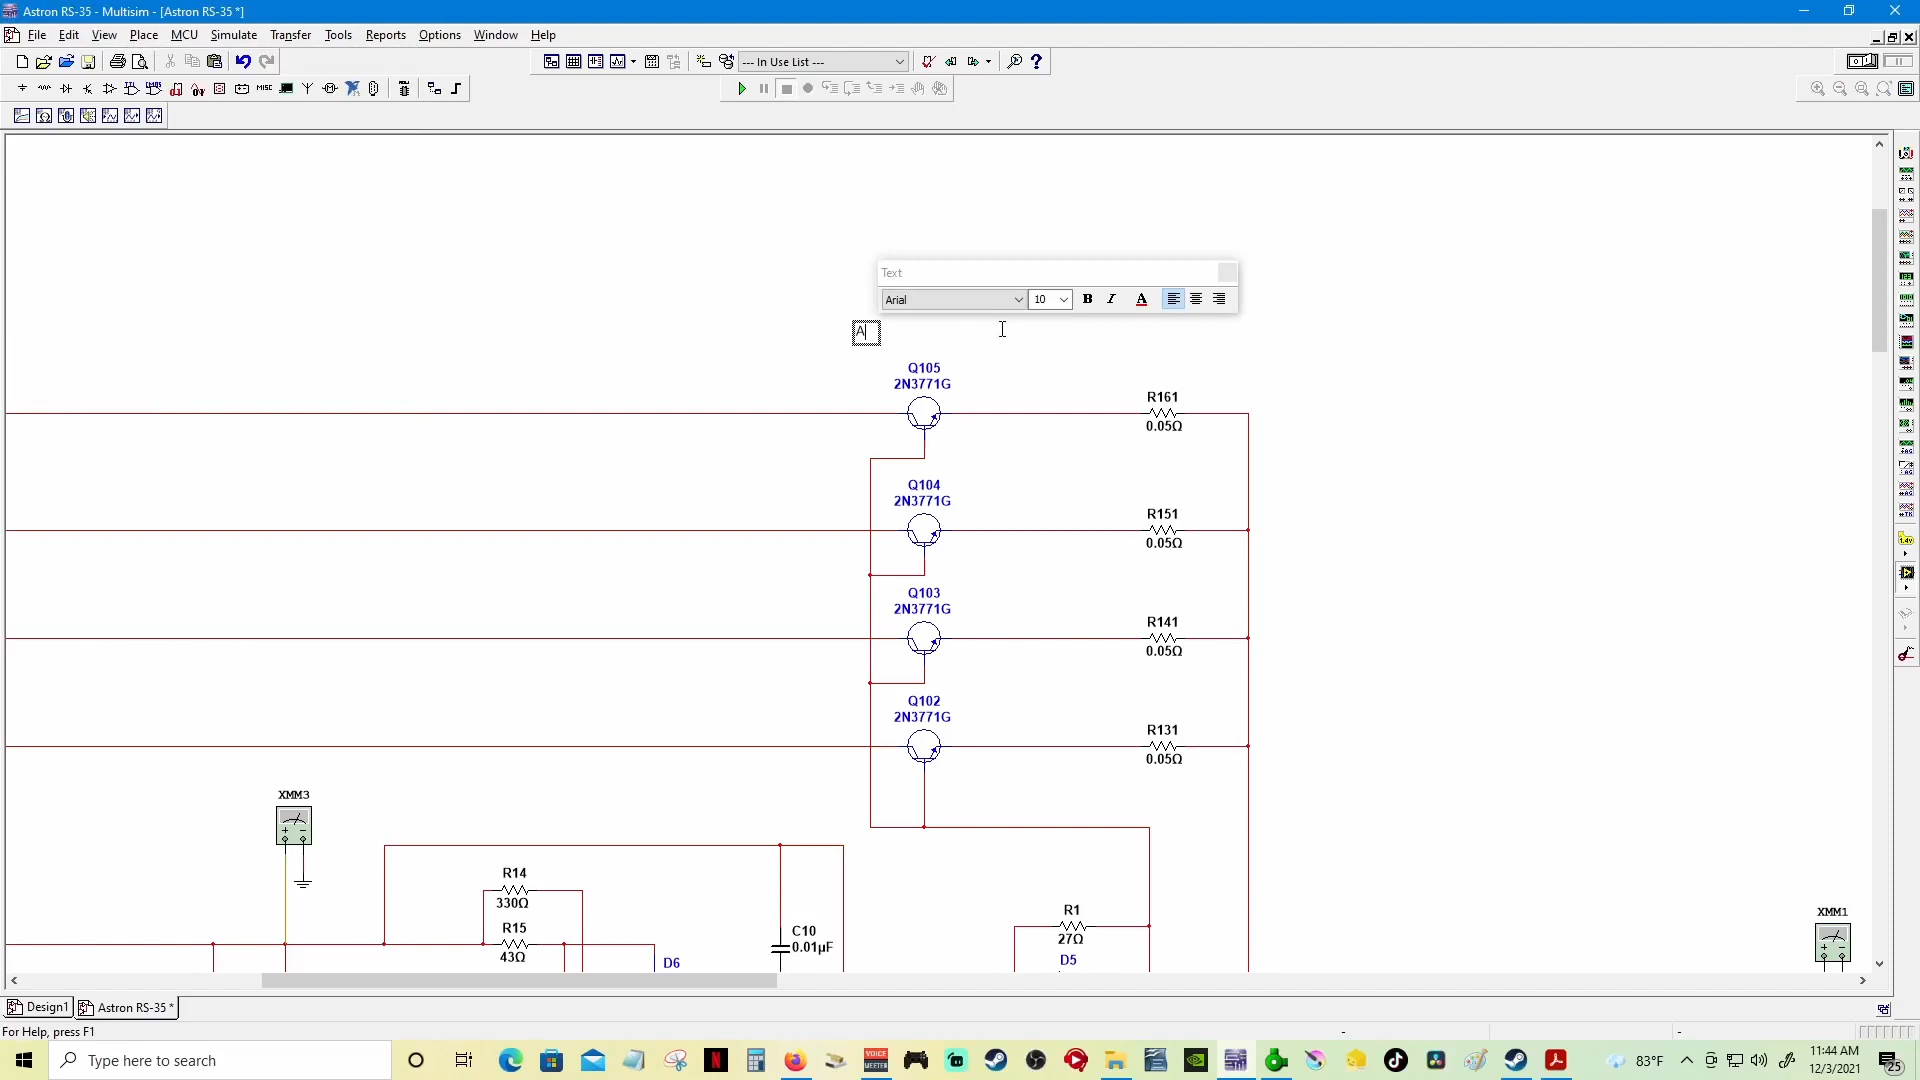 Astron RS-35 - Multisim - [Astron RS-35 *]
File Edit View Place MCU Simulate Transfer Tools Reports Options Window Help
--- In Use List ---
MISC
Text
Arial 10 B I A
A
Q105
2N3771G
R161
0.05Ω
Q104
2N3771G
R151
0.05Ω
Q103
2N3771G
R141
0.05Ω
Q102
2N3771G
R131
0.05Ω
XMM3
R14
330Ω
R15
43Ω
D6
C10
0.01µF
R1
27Ω
D5
XMM1
Design1 Astron RS-35 *
For Help, press F1
Type here to search
VOICE
MEETER
83°F
11:44 AM
12/3/2021
25